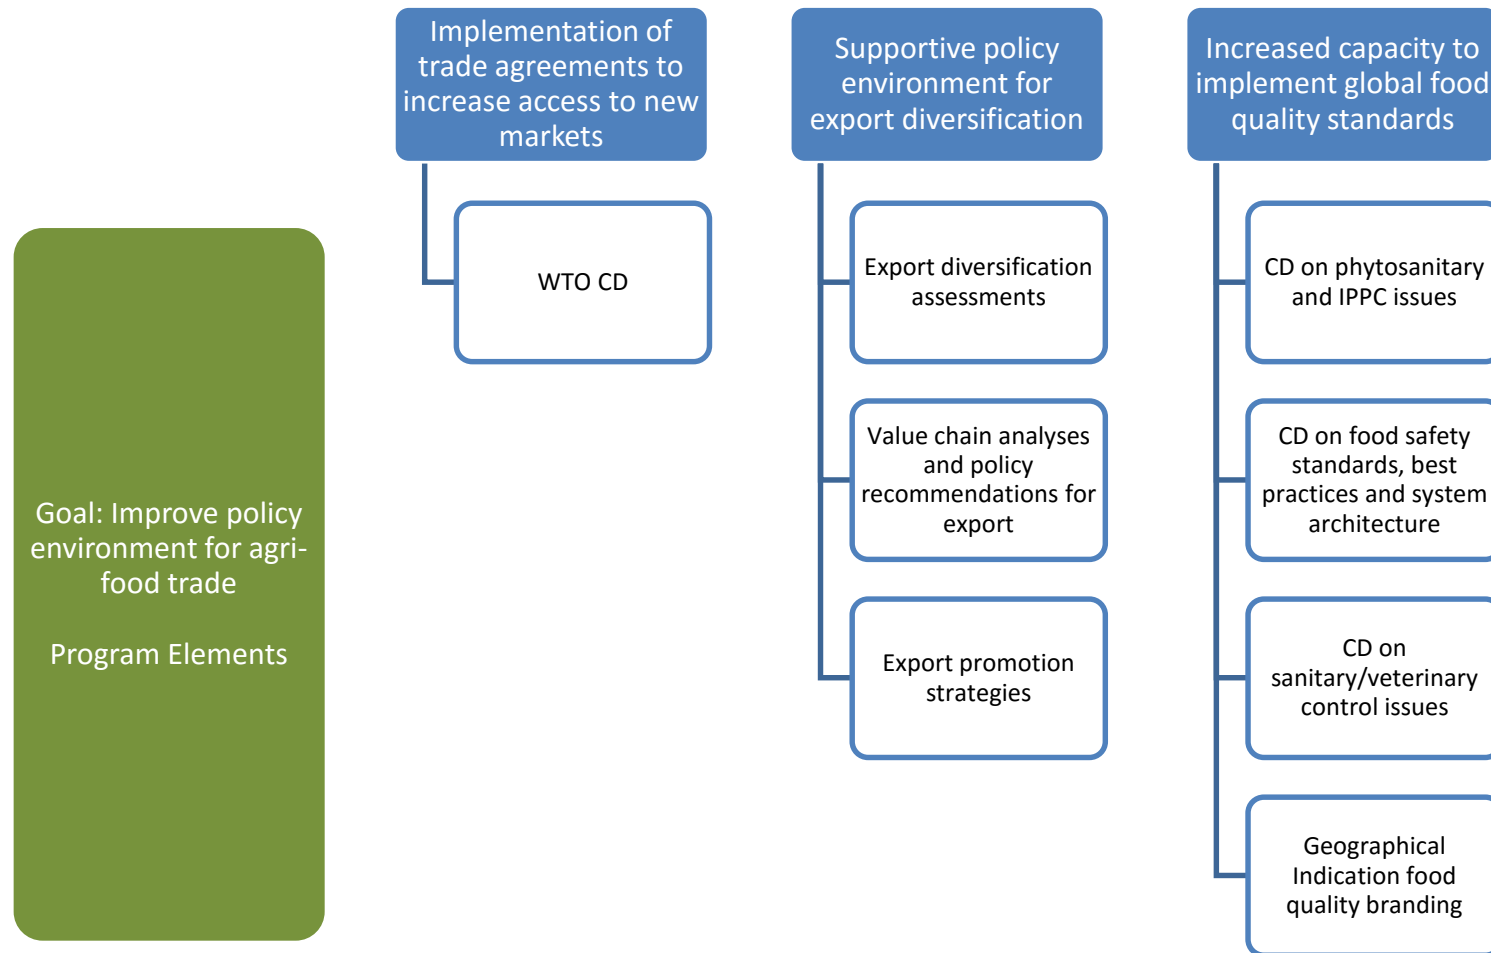 Implementation of
trade agreements to
increase access to new
markets
Supportive policy
environment for
export diversification
Increased capacity to
implement global food
quality standards
Goal: Improve policy
environment for agri-
food trade
Program Elements
WTO CD
Export diversification
assessments
Value chain analyses
and policy
recommendations for
export
Export promotion
strategies
CD on phytosanitary
and IPPC issues
CD on food safety
standards, best
practices and system
architecture
CD on
sanitary/veterinary
control issues
Geographical
Indication food
quality branding